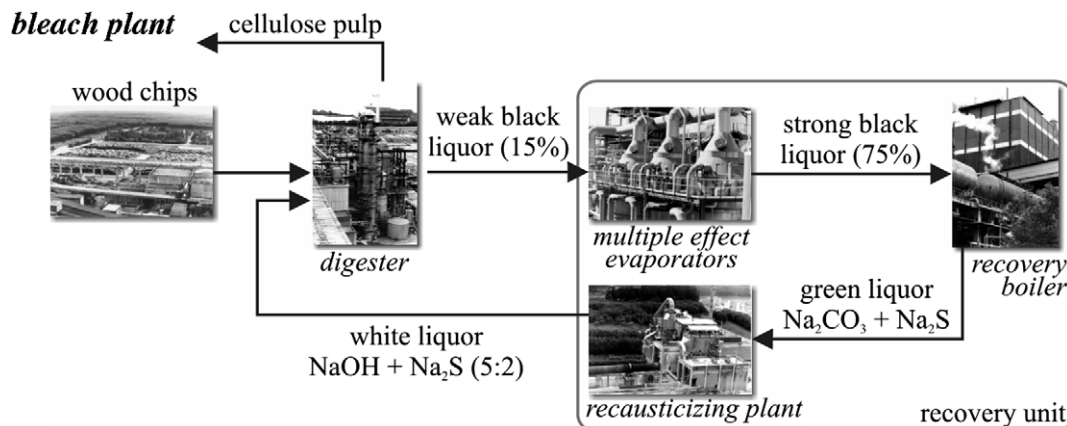 bleach plant
cellulose pulp
wood chips
weak black
liquor (15%)
strong black
liquor (75%)
digester
multiple effect
evaporators
recovery
boiler
green liquor
Na₂CO₃ + Na₂S
white liquor
NaOH + Na₂S (5:2)
recausticizing plant
recovery unit